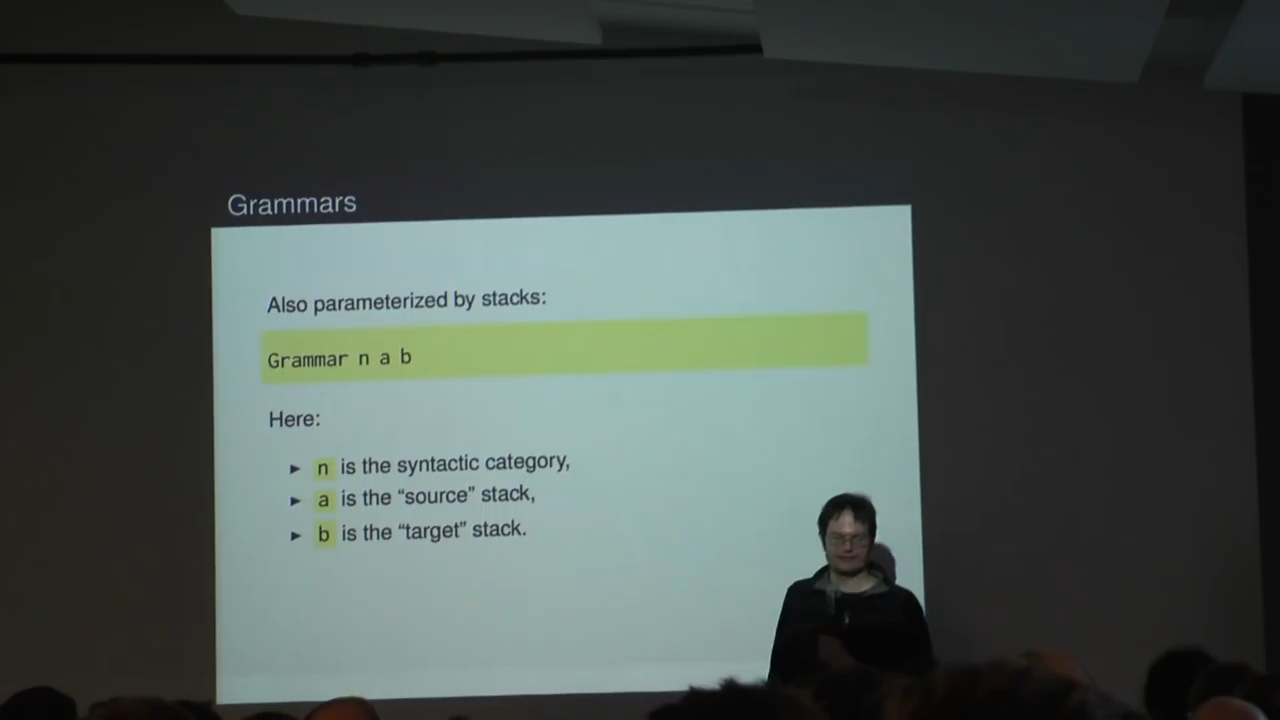 Grammars
Also parameterized by stacks:
Grammar n a b
Here:
► n is the syntactic category,
► a is the “source” stack,
► b is the “target” stack.